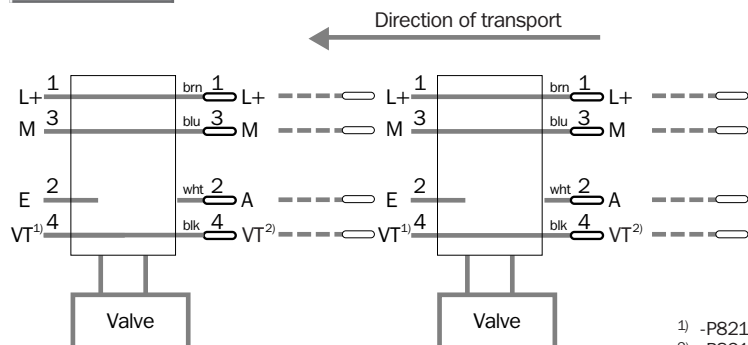 Direction of transport
L+ 1 brn 1 L+ L+ 1 brn 1 L+
M 3 blu 3 M M 3 blu 3 M
E 2 wht 2 A E 2 wht 2 A
VT1) 4 blk 4 VT2) VT1) 4 blk 4 VT2)
Valve Valve
1) -P821